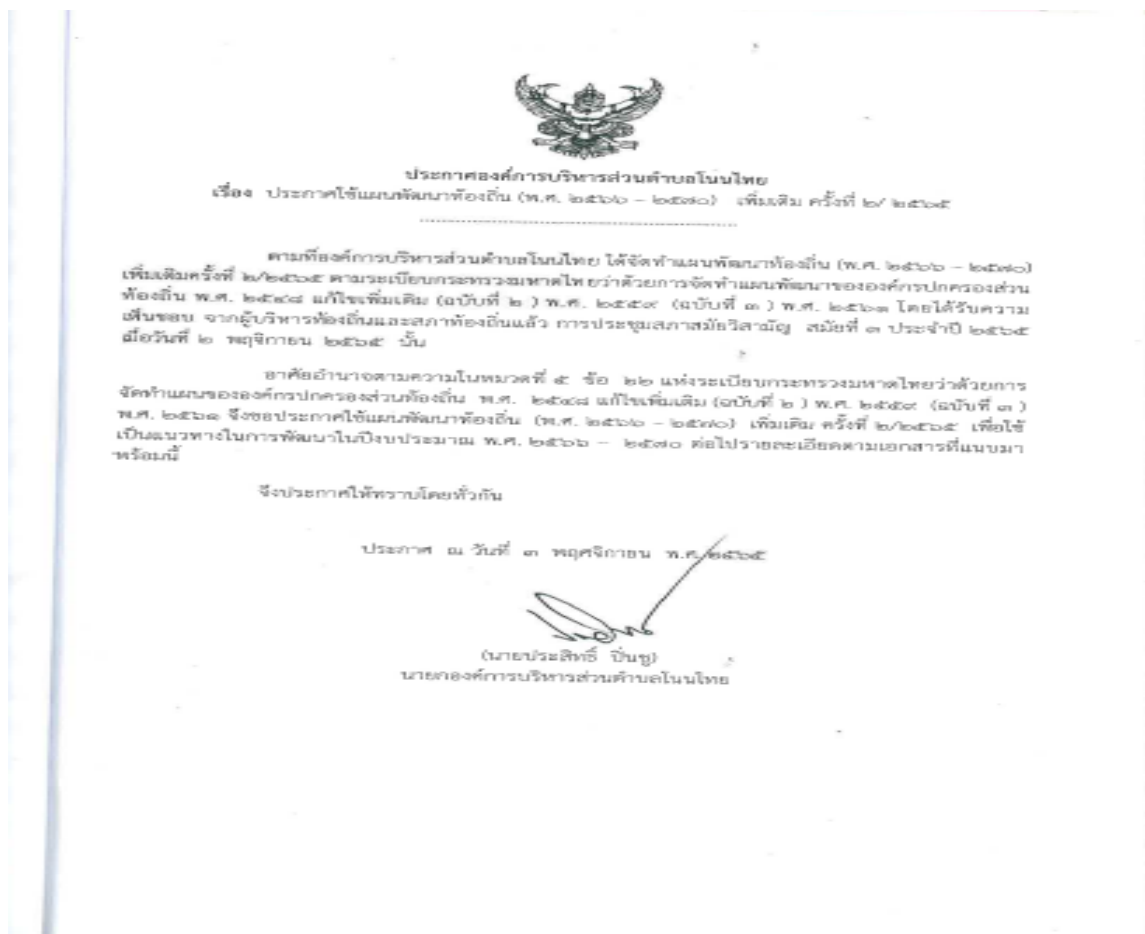 ประกาศองค์การบริหารส่วนตำบลโนนไทย
เรื่อง ประกาศใช้แผนพัฒนาท้องถิ่น (พ.ศ. ๒๕๖๖ – ๒๕๗๐) เพิ่มเติม ครั้งที่ ๒/ ๒๕๖๕
ตามที่องค์การบริหารส่วนตำบลโนนไทย ได้จัดทำแผนพัฒนาท้องถิ่น (พ.ศ. ๒๕๖๖ – ๒๕๗๐)
เพิ่มเติมครั้งที่ ๒/๒๕๖๕ ตามระเบียบกระทรวงมหาดไทยว่าด้วยการจัดทำแผนพัฒนาขององค์กรปกครองส่วน
ท้องถิ่น พ.ศ. ๒๕๔๘ แก้ไขเพิ่มเติม (ฉบับที่ ๒ ) พ.ศ. ๒๕๕๙ (ฉบับที่ ๓ ) พ.ศ. ๒๕๖๑ โดยได้รับความ
เห็นชอบ จากผู้บริหารท้องถิ่นและสภาท้องถิ่นแล้ว การประชุมสภาสมัยวิสามัญ สมัยที่ ๓ ประจำปี ๒๕๖๕
เมื่อวันที่ ๒ พฤศจิกายน ๒๕๖๕ นั้น
อาศัยอำนาจตามความในหมวดที่ ๕ ข้อ ๒๒ แห่งระเบียบกระทรวงมหาดไทยว่าด้วยการ
จัดทำแผนขององค์กรปกครองส่วนท้องถิ่น พ.ศ. ๒๕๔๘ แก้ไขเพิ่มเติม (ฉบับที่ ๒ ) พ.ศ. ๒๕๕๙ (ฉบับที่ ๓ )
พ.ศ. ๒๕๖๑ จึงขอประกาศใช้แผนพัฒนาท้องถิ่น (พ.ศ. ๒๕๖๖ – ๒๕๗๐) เพิ่มเติม ครั้งที่ ๒/๒๕๖๕ เพื่อใช้
เป็นแนวทางในการพัฒนาในปีงบประมาณ พ.ศ. ๒๕๖๖ – ๒๕๗๐ ต่อไปรายละเอียดตามเอกสารที่แนบมา
พร้อมนี้
จึงประกาศให้ทราบโดยทั่วกัน
ประกาศ ณ วันที่ ๓ พฤศจิกายน พ.ศ.๒๕๖๕
(นายประสิทธิ์ ปิ่นชู)
นายกองค์การบริหารส่วนตำบลโนนไทย